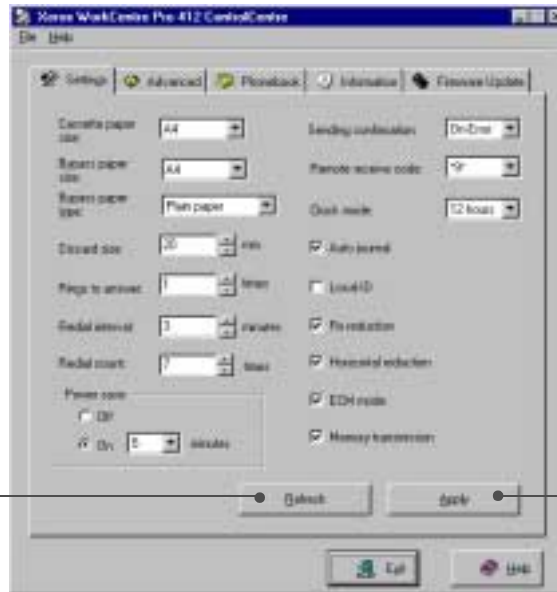 Xerox WorkCentre Pro 412 ControlCentre
File Help
Settings Advanced Phonebook Information Firmware Update
Cassette paper size: A4
Bypass paper size: A4
Bypass paper type: Plain paper
Discard size: 20 mm
Rings to answer: 1 times
Redial interval: 3 minutes
Redial count: 7 times
Power save
Off
On 5 minutes
Sending confirmation: On-Error
Remote receive code:
Clock mode: 12 hours
Auto journal
Local-ID
Rx reduction
Horizontal reduction
ECM mode
Memory transmission
Refresh Apply
Exit Help